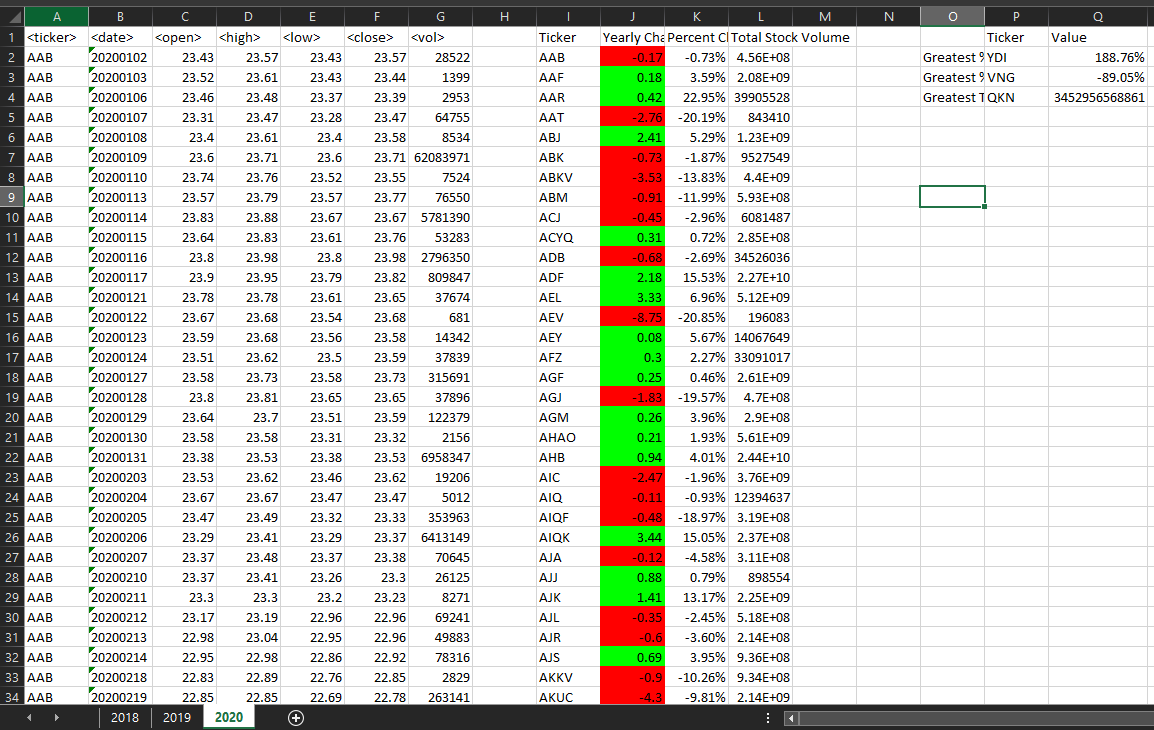 A B C D E F G H I J K L M N O P Q
1 <ticker> <date> <open> <high> <low> <close> <vol> Ticker Yearly Cha Percent C Total Stock Volume Ticker Value
2 AAB 20200102 23.43 23.57 23.43 23.57 28522 AAB -0.17 -0.73% 4.56E+08 Greatest % YDI 188.76%
3 AAB 20200103 23.52 23.61 23.43 23.44 1399 AAF 0.18 3.59% 2.08E+09 Greatest % VNG -89.05%
4 AAB 20200106 23.46 23.48 23.37 23.39 2953 AAR 0.42 22.95% 39905528 Greatest T QKN 3452956568861
5 AAB 20200107 23.31 23.47 23.28 23.47 64755 AAT -2.76 -20.19% 843410
6 AAB 20200108 23.4 23.61 23.4 23.58 8534 ABJ 2.41 5.29% 1.23E+09
7 AAB 20200109 23.6 23.71 23.6 23.71 62083971 ABK -0.73 -1.87% 9527549
8 AAB 20200110 23.74 23.76 23.52 23.55 7524 ABKV -3.53 -13.83% 4.4E+09
9 AAB 20200113 23.57 23.79 23.57 23.77 76550 ABM -0.91 -11.99% 5.93E+08
10 AAB 20200114 23.83 23.88 23.67 23.67 5781390 ACJ -0.45 -2.96% 6081487
11 AAB 20200115 23.64 23.83 23.61 23.76 53283 ACYQ 0.31 0.72% 2.85E+08
12 AAB 20200116 23.8 23.98 23.8 23.98 2796350 ADB -0.68 -2.69% 34526036
13 AAB 20200117 23.9 23.95 23.79 23.82 809847 ADF 2.18 15.53% 2.27E+10
14 AAB 20200121 23.78 23.78 23.61 23.65 37674 AEL 3.33 6.96% 5.12E+09
15 AAB 20200122 23.67 23.68 23.54 23.68 681 AEV -8.75 -20.85% 196083
16 AAB 20200123 23.59 23.68 23.56 23.58 14342 AEY 0.08 5.67% 14067649
17 AAB 20200124 23.51 23.62 23.5 23.59 37839 AFZ 0.3 2.27% 33091017
18 AAB 20200127 23.58 23.73 23.58 23.73 315691 AGF 0.25 0.46% 2.61E+09
19 AAB 20200128 23.8 23.81 23.65 23.65 37896 AGJ -1.83 -19.57% 4.7E+08
20 AAB 20200129 23.64 23.7 23.51 23.59 122379 AGM 0.26 3.96% 2.9E+08
21 AAB 20200130 23.58 23.58 23.31 23.32 2156 AHAO 0.21 1.93% 5.61E+09
22 AAB 20200131 23.38 23.53 23.38 23.53 6958347 AHB 0.94 4.01% 2.44E+10
23 AAB 20200203 23.53 23.62 23.46 23.62 19206 AIC -2.47 -1.96% 3.76E+09
24 AAB 20200204 23.67 23.67 23.47 23.47 5012 AIQ -0.11 -0.93% 12394637
25 AAB 20200205 23.47 23.49 23.32 23.33 353963 AIQF -0.48 -18.97% 3.19E+08
26 AAB 20200206 23.29 23.41 23.29 23.37 6413149 AIQK 3.44 15.05% 2.37E+08
27 AAB 20200207 23.37 23.48 23.37 23.38 70645 AJA -0.12 -4.58% 3.11E+08
28 AAB 20200210 23.37 23.41 23.26 23.3 26125 AJJ 0.88 0.79% 898554
29 AAB 20200211 23.3 23.3 23.2 23.23 8271 AJK 1.41 13.17% 2.25E+09
30 AAB 20200212 23.17 23.19 22.96 22.96 69241 AJL -0.35 -2.45% 5.18E+08
31 AAB 20200213 22.98 23.04 22.95 22.96 49883 AJR -0.6 -3.60% 2.14E+08
32 AAB 20200214 22.95 22.98 22.86 22.92 78316 AJS 0.69 3.95% 9.36E+08
33 AAB 20200218 22.83 22.89 22.76 22.85 2829 AKKV -0.9 -10.26% 9.34E+08
34 AAB 20200219 22.85 22.85 22.69 22.78 263141 AKUC -4.3 -9.81% 2.14E+09
2018 2019 2020